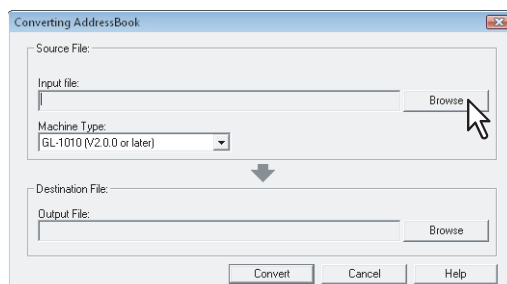 Converting AddressBook
Source File:
Input file:
Browse
Machine Type:
GL-1010 (V2.0.0 or later)
Destination File:
Output File:
Browse
Convert Cancel Help